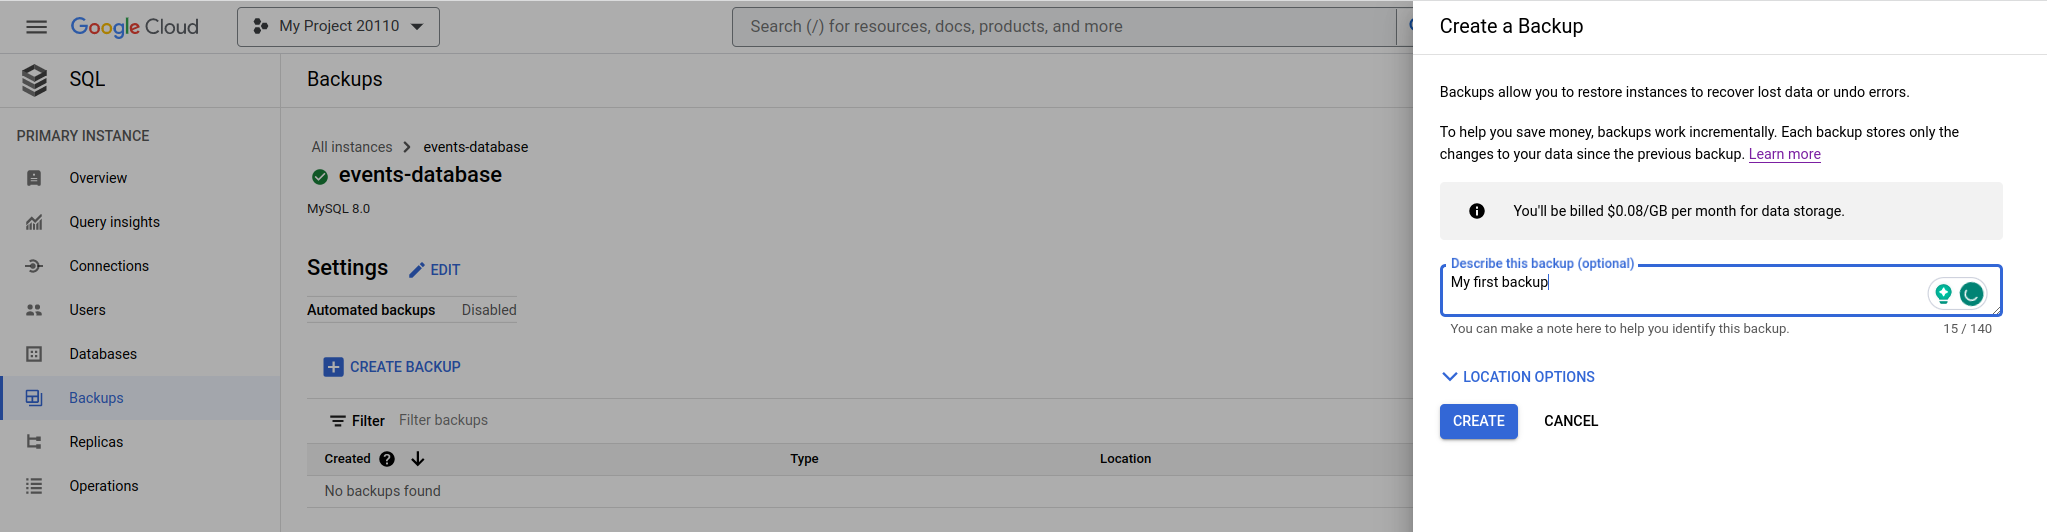 Google Cloud
My Project 20110
Search (/) for resources, docs, products, and more
SQL
PRIMARY INSTANCE
Overview
Query insights
Connections
Users
Databases
Backups
Replicas
Operations
Backups
All instances > events-database
events-database
MySQL 8.0
Settings EDIT
Automated backups Disabled
CREATE BACKUP
Filter Filter backups
Created Type Location
No backups found
Create a Backup
Backups allow you to restore instances to recover lost data or undo errors.
To help you save money, backups work incrementally. Each backup stores only the
changes to your data since the previous backup. Learn more
You'll be billed $0.08/GB per month for data storage.
Describe this backup (optional)
My first backup
You can make a note here to help you identify this backup. 15 / 140
LOCATION OPTIONS
CREATE CANCEL